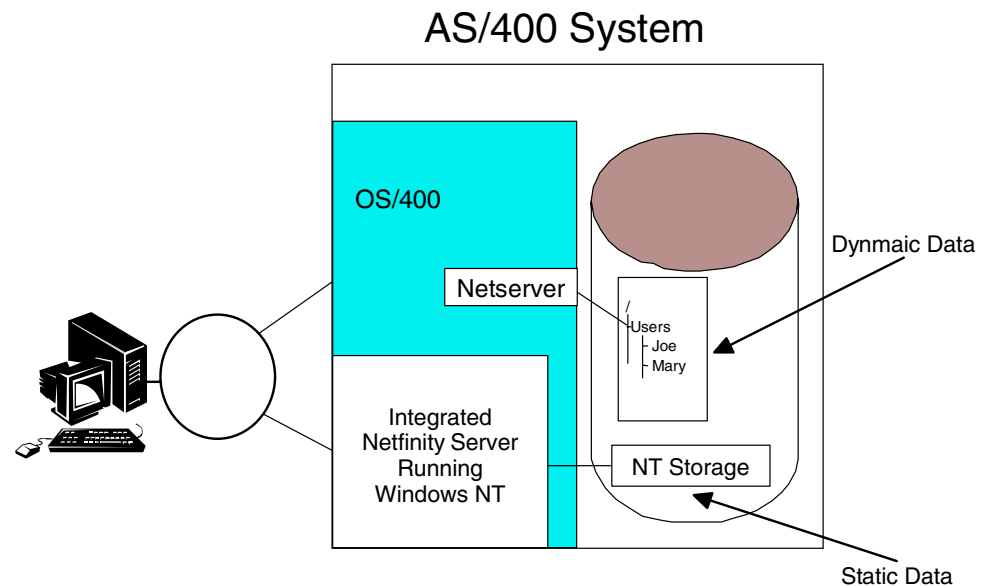 AS/400 System
OS/400
Dynmaic Data
Netserver
/
Users
Joe
Mary
Integrated
Netfinity Server
Running
Windows NT
NT Storage
Static Data